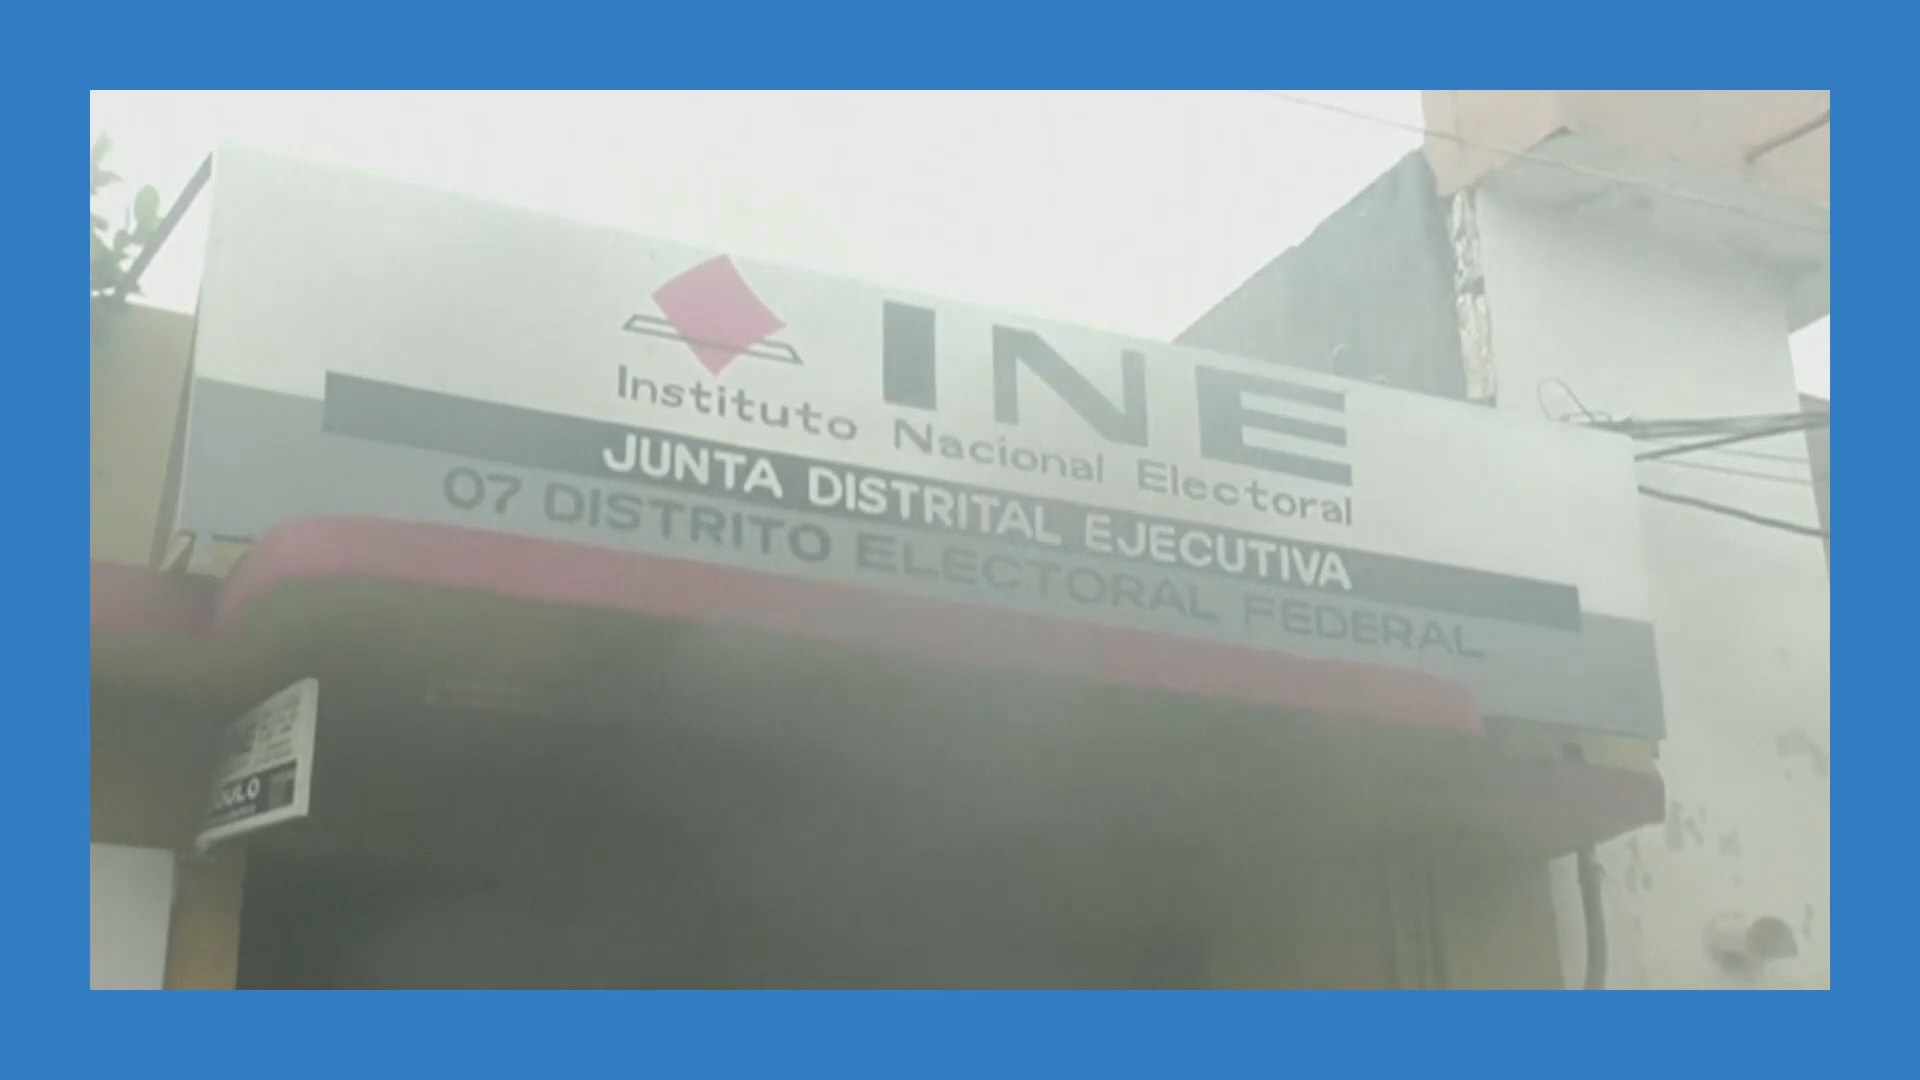 INE
Instituto Nacional Electoral
JUNTA DISTRITAL EJECUTIVA
07 DISTRITO ELECTORAL FEDERAL